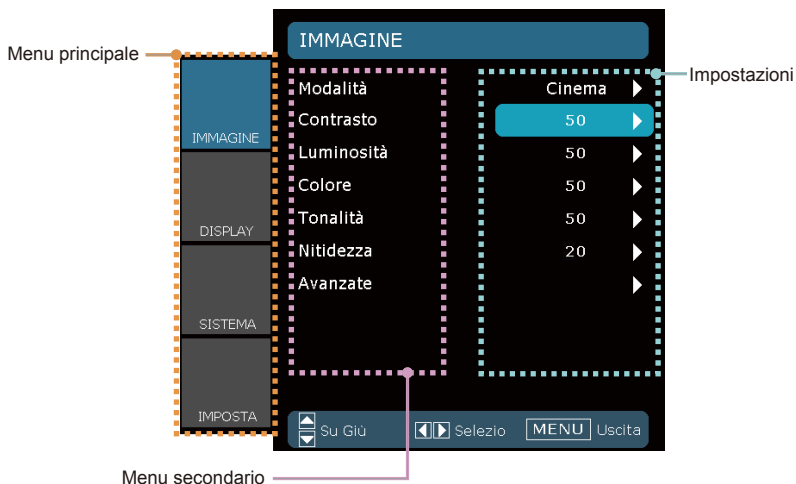 IMMAGINE
Menu principale
Impostazioni
IMMAGINE
DISPLAY
SISTEMA
IMPOSTA
Modalità Cinema
Contrasto 50
Luminosità 50
Colore 50
Tonalità 50
Nitidezza 20
Avanzate
Su Giù Selezio MENU Uscita
Menu secondario